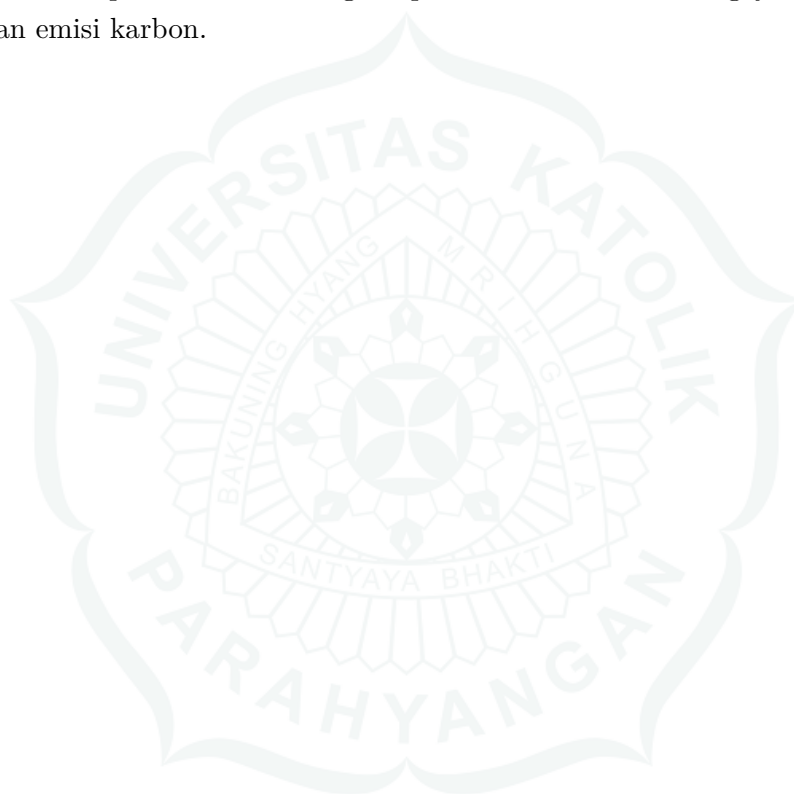 an emisi karbon.
UNIVERSITAS KATOLIK
BAKUNING HYANG MRIHGUNA
SANTYAYA BHAKTI
PARAHYANGAN